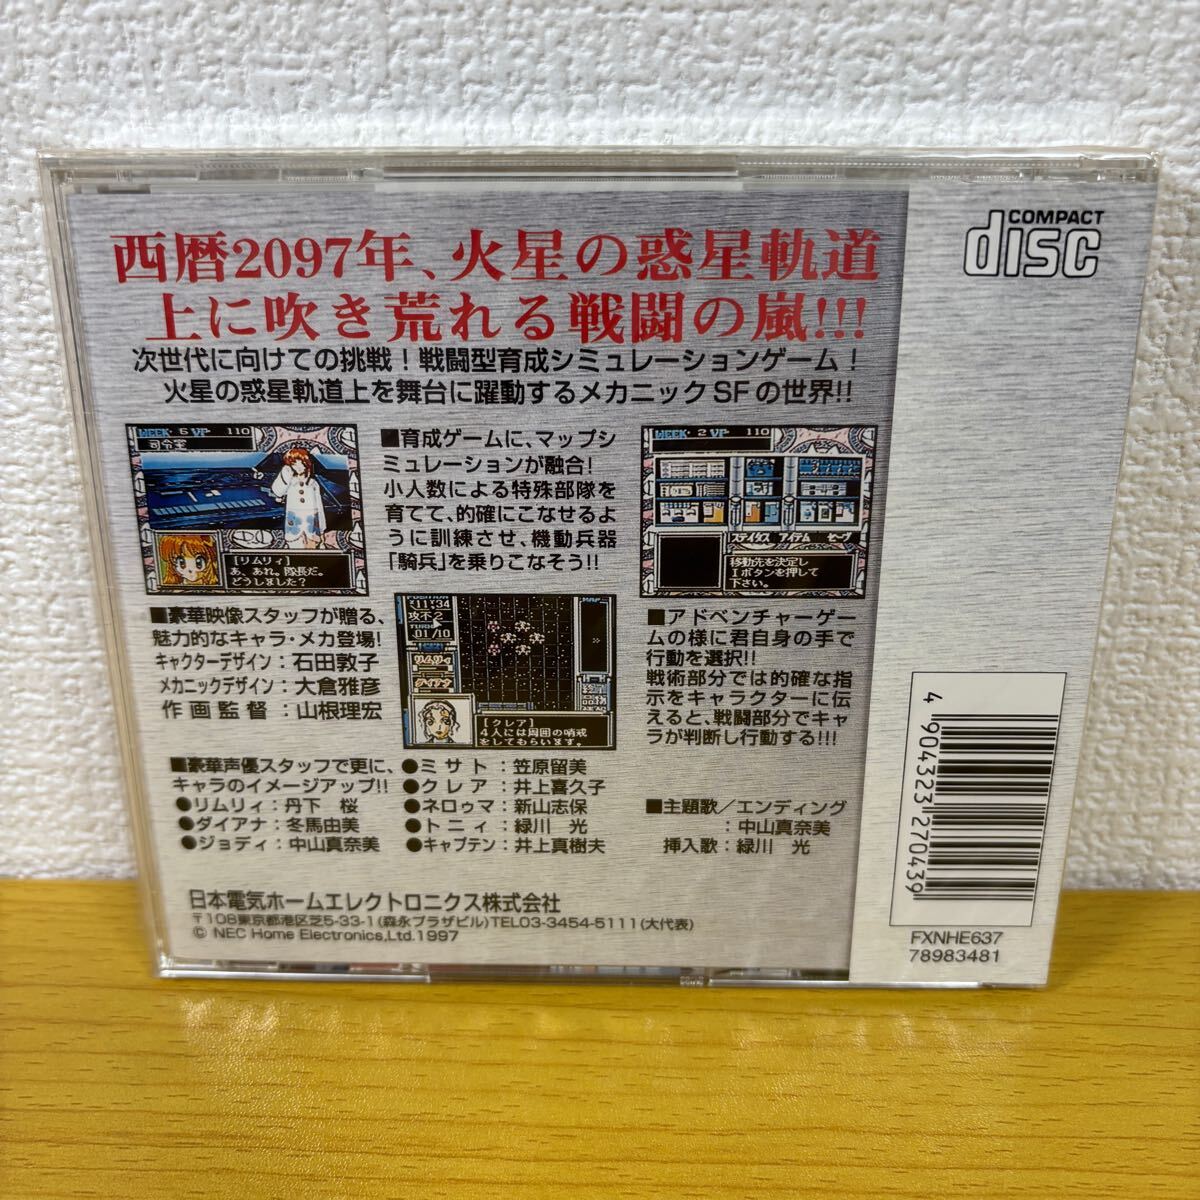 西暦2097年、火星の惑星軌道
上に吹き荒れる戦闘の嵐!!!
COMPACT
disc
次世代に向けての挑戦！戦闘型育成シミュレーションゲーム！
火星の惑星軌道上を舞台に躍動するメカニックSFの世界!!
WEEK 5 VP 110
司令室
[リムリィ]
あ、あれ。隊長だ。
どうしました？
■育成ゲームに、マップシ
ミュレーションが融合!
小人数による特殊部隊を
育てて、的確にこなせるよ
うに訓練させ、機動兵器
「騎兵」を乗りこなそう!!
WEEK 2 VP 110
ステイタス アイテム セーブ
移動先を決定し
Iボタンを押して
下さい。
■豪華映像スタッフが贈る、
魅力的なキャラ・メカ登場!
キャクターデザイン：石田敦子
メカニックデザイン：大倉雅彦
作画監督：山根理宏
POSITION
11:34
TURN
01/10
リムリィ
ダイアナ
[クレア]
4人には周囲の哨戒
をしてもらいます。
■アドベンチャーゲー
ムの様に君自身の手で
行動を選択!!
戦術部分では的確な指
示をキャラクターに伝
えると、戦闘部分でキャ
ラが判断し行動する!!!
■豪華声優スタッフで更に、
キャラのイメージアップ!!
●リムリィ：丹下　桜
●ダイアナ：冬馬由美
●ジョディ：中山真奈美
●ミサト：笠原留美
●クレア：井上喜久子
●ネロゥマ：新山志保
●トニィ：緑川　光
●キャプテン：井上真樹夫
■主題歌／エンディング
：中山真奈美
挿入歌：緑川　光
日本電気ホームエレクトロニクス株式会社
〒108東京都港区芝5-33-1(森永プラザビル)TEL03-3454-5111(大代表)
© NEC Home Electronics,Ltd.1997
4 904323 270439
FXNHE637
78983481